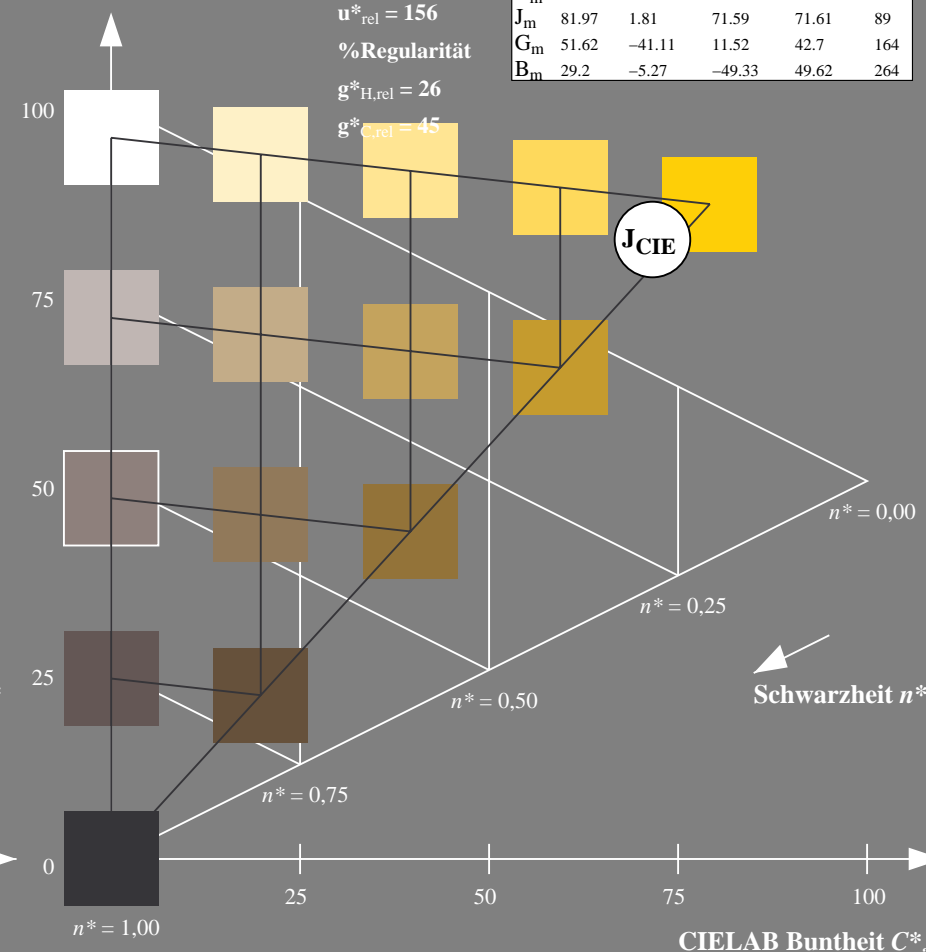 u*rel = 156
%Regularität
g*H,rel = 26
g*C,rel = 45
Jm 81.97 1.81 71.59 71.61 89
Gm 51.62 −41.11 11.52 42.7 164
Bm 29.2 −5.27 −49.33 49.62 264
100
JCIE
75
50
n* = 0,00
n* = 0,25
25
Schwarzheit n*
n* = 0,50
n* = 0,75
0
25 50 75 100
n* = 1,00
CIELAB Buntheit C*